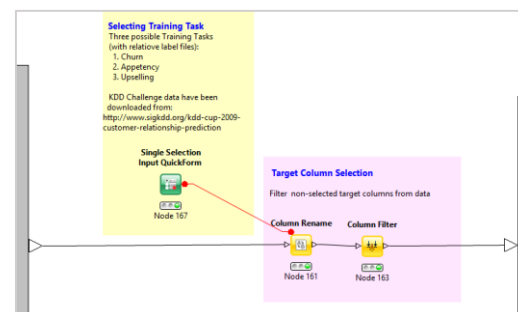 Selecting Training Task
Three possible Training Tasks
(with relatiove label files):
1. Churn
2. Appetency
3. Upselling
KDD Challenge data have been
downloaded from:
http://www.sigkdd.org/kdd-cup-2009-
customer-relationship-prediction
Single Selection
Input QuickForm
Node 167
Target Column Selection
Filter non-selected target columns from data
Column Rename
Column Filter
Node 161
Node 163